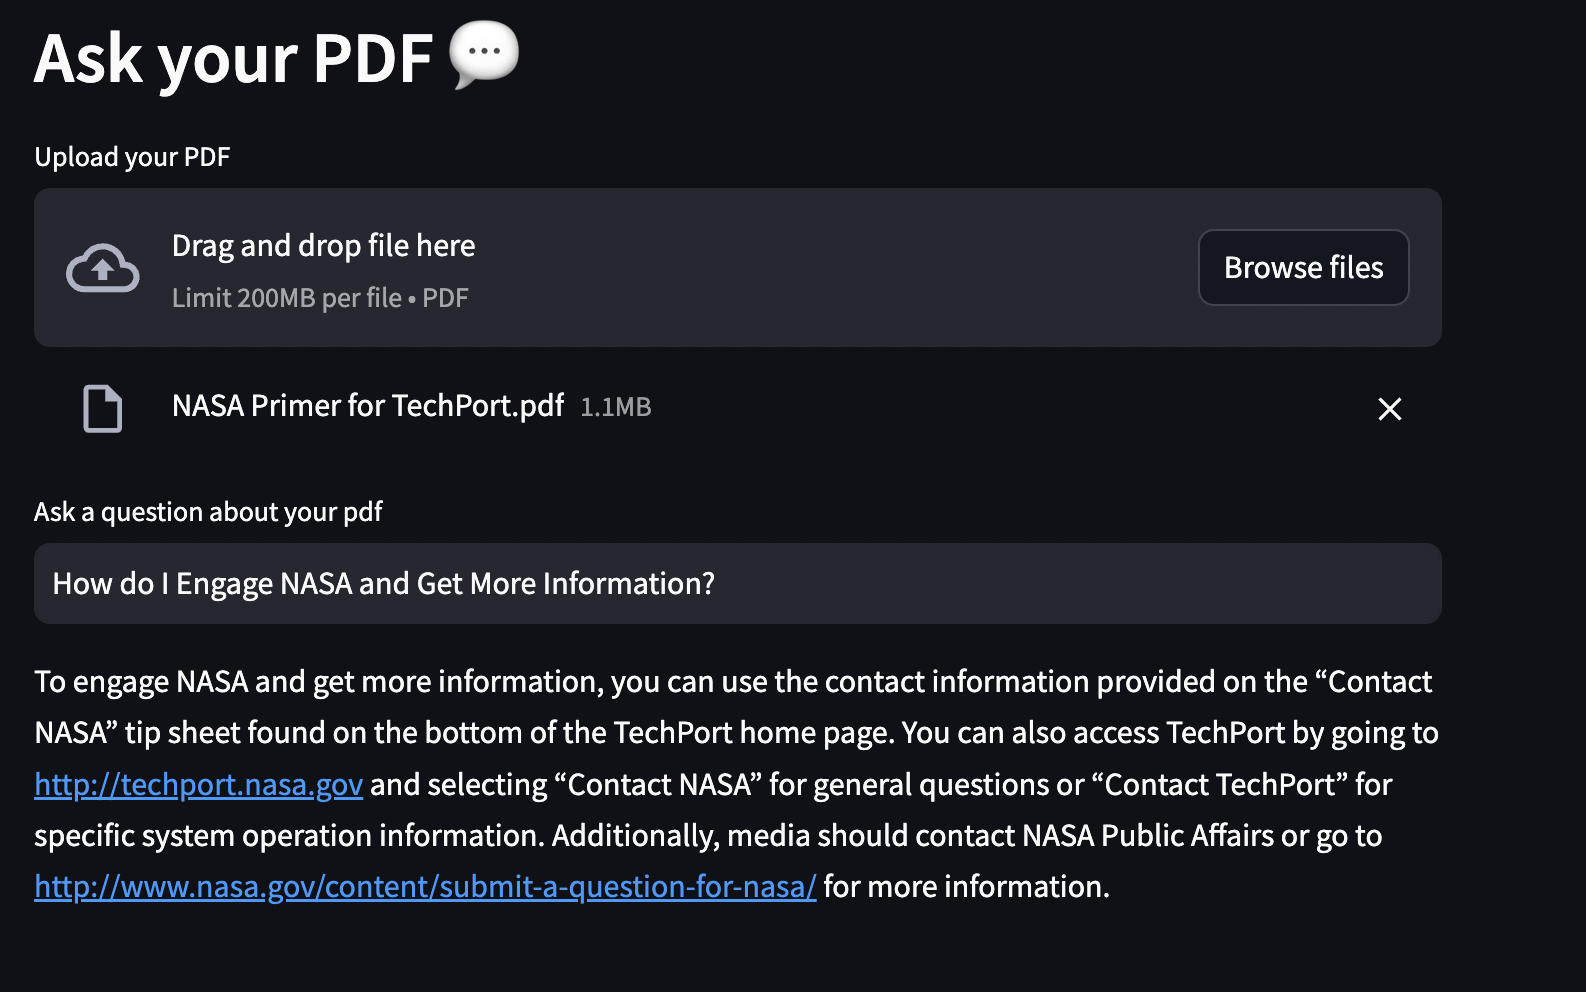 Ask your PDF 💬
Upload your PDF
Drag and drop file here
Limit 200MB per file • PDF
Browse files
NASA Primer for TechPort.pdf 1.1MB
Ask a question about your pdf
How do I Engage NASA and Get More Information?
To engage NASA and get more information, you can use the contact information provided on the “Contact
NASA” tip sheet found on the bottom of the TechPort home page. You can also access TechPort by going to
http://techport.nasa.gov and selecting “Contact NASA” for general questions or “Contact TechPort” for
specific system operation information. Additionally, media should contact NASA Public Affairs or go to
http://www.nasa.gov/content/submit-a-question-for-nasa/ for more information.